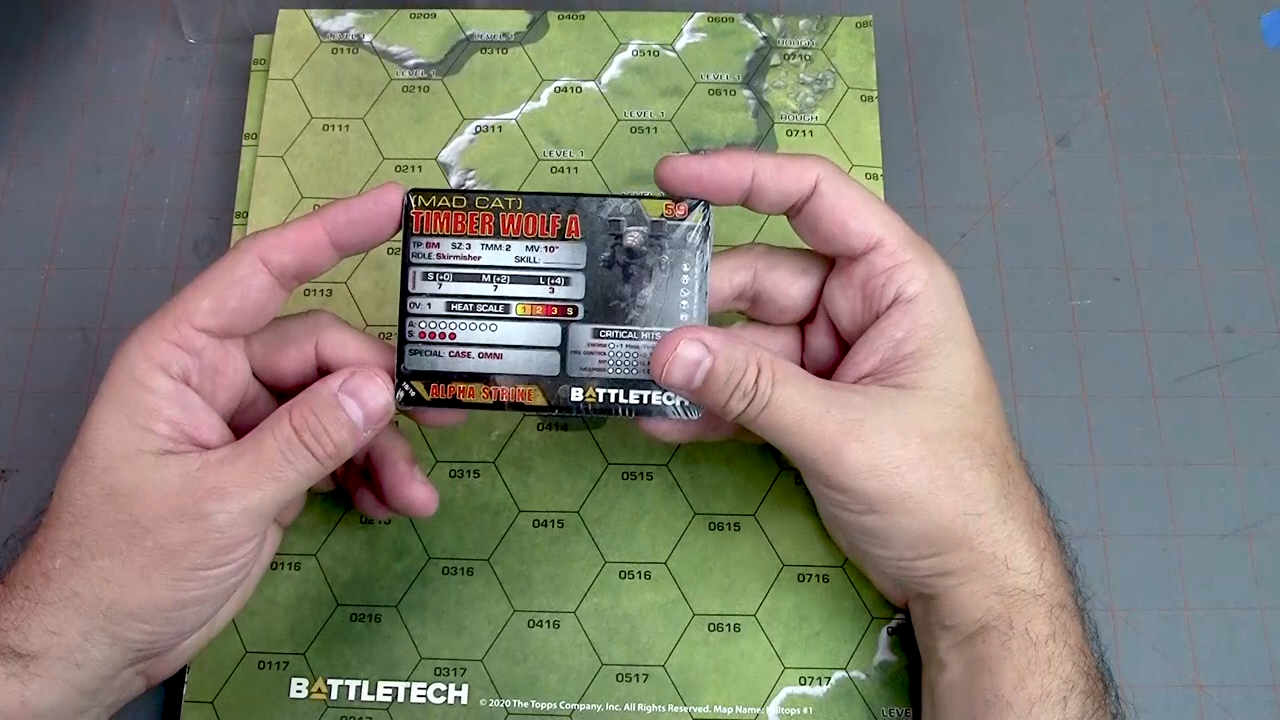 0209
0409
0609
LEVEL 1
LEVEL 1
0110
0310
0510
ROUGH
0710
LEVEL 1
LEVEL 1
0210
0410
0610
LEVEL 1
ROUGH
0111
0311
0511
0711
LEVEL 1
0211
0411
(MAD CAT)
TIMBER WOLF A
59
TP: BM SZ: 3 TMM: 2 MV: 10"
ROLE: Skirmisher SKILL:
S (+0) M (+2) L (+4)
7 7 3
OV: 1 HEAT SCALE 1 2 3 S
A:
S:
CRITICAL HITS
SPECIAL: CASE, OMNI
ALPHA STRIKE
BATTLETECH
0113
0414
0315
0515
0415
0615
0116
0316
0516
0716
0216
0416
0616
0117
0317
0517
0717
BATTLETECH
© 2020 The Topps Company, Inc. All Rights Reserved. Map Name: Hilltops #1